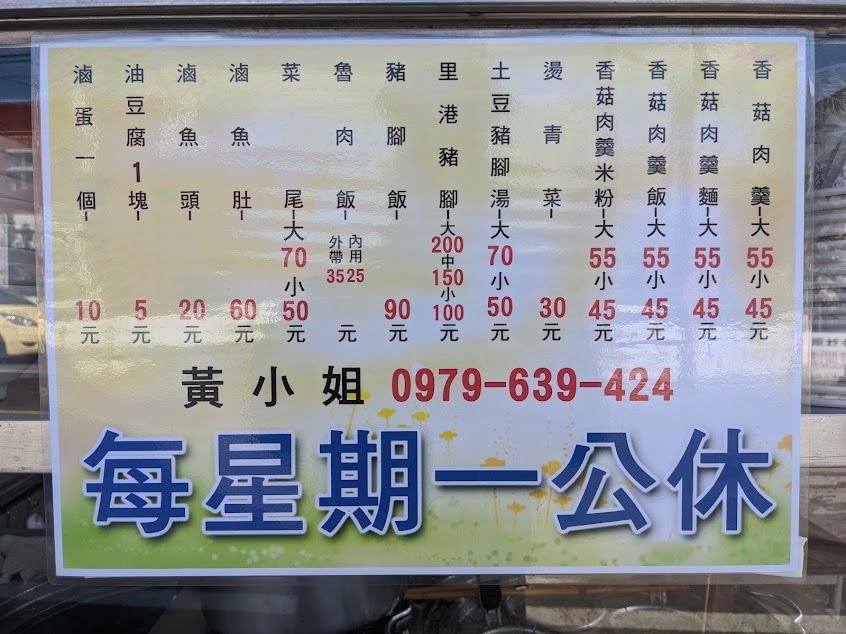 香菇肉羹-大55小45元
香菇肉羹麵-大55小45元
香菇肉羹飯-大55小45元
香菇肉羹米粉-大55小45元
燙青菜-30元
土豆豬腳湯-大70小50元
里港豬腳-大200中150小100元
豬腳飯-90元
魯肉飯-內用25外帶35元
菜尾-大70小50元
滷魚肚-60元
滷魚頭-20元
油豆腐1塊-5元
滷蛋一個-10元
黃小姐 0979-639-424
每星期一公休